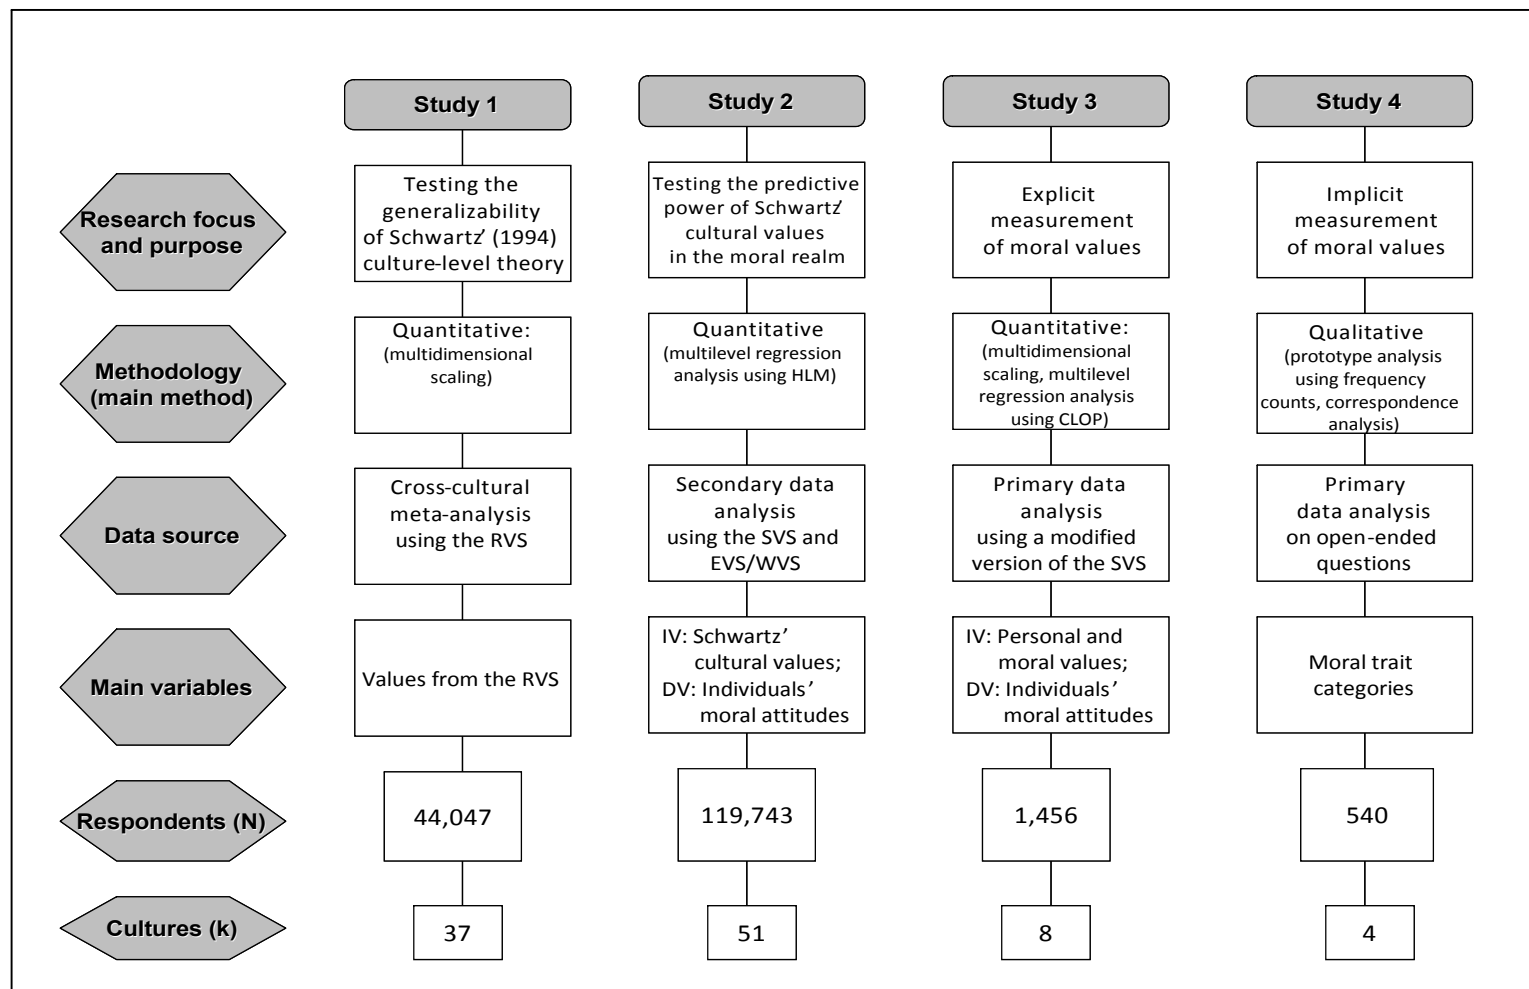 Study 1
Study 2
Study 3
Study 4
Research focus
and purpose
Testing the
generalizability
of Schwartz’ (1994)
culture-level theory
Testing the predictive
power of Schwartz’
cultural values
in the moral realm
Explicit
measurement
of moral values
Implicit
measurement
of moral values
Methodology
(main method)
Quantitative:
(multidimensional
scaling)
Quantitative
(multilevel regression
analysis using HLM)
Quantitative:
(multidimensional
scaling, multilevel
regression analysis
using CLOP)
Qualitative
(prototype analysis
using frequency
counts, correspondence
analysis)
Data source
Cross-cultural
meta-analysis
using the RVS
Secondary data
analysis
using the SVS and
EVS/WVS
Primary data
analysis
using a modified
version of the SVS
Primary
data analysis
on open-ended
questions
Main variables
Values from the RVS
IV: Schwartz’
cultural values;
DV: Individuals’
moral attitudes
IV: Personal and
moral values;
DV: Individuals’
moral attitudes
Moral trait
categories
Respondents (N)
44,047
119,743
1,456
540
Cultures (k)
37
51
8
4